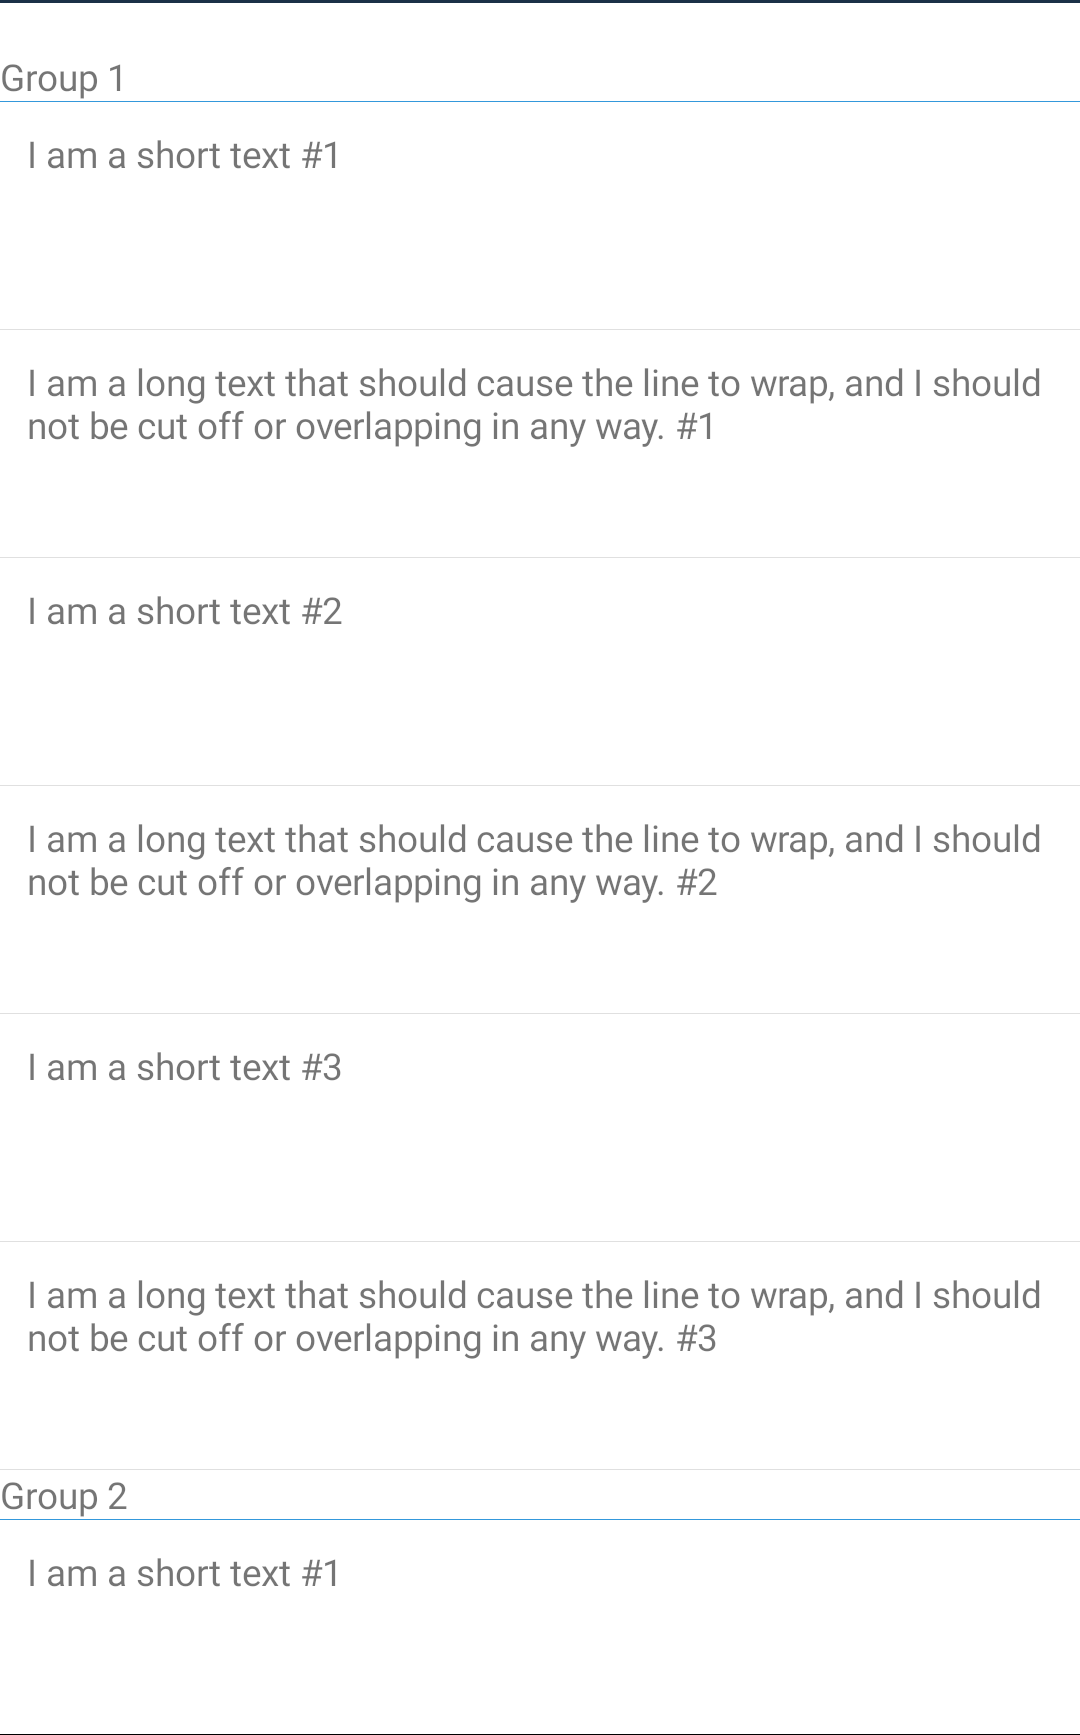 Group 1
I am a short text #1
I am a long text that should cause the line to wrap, and I should
not be cut off or overlapping in any way. #1
I am a short text #2
I am a long text that should cause the line to wrap, and I should
not be cut off or overlapping in any way. #2
I am a short text #3
I am a long text that should cause the line to wrap, and I should
not be cut off or overlapping in any way. #3
Group 2
I am a short text #1